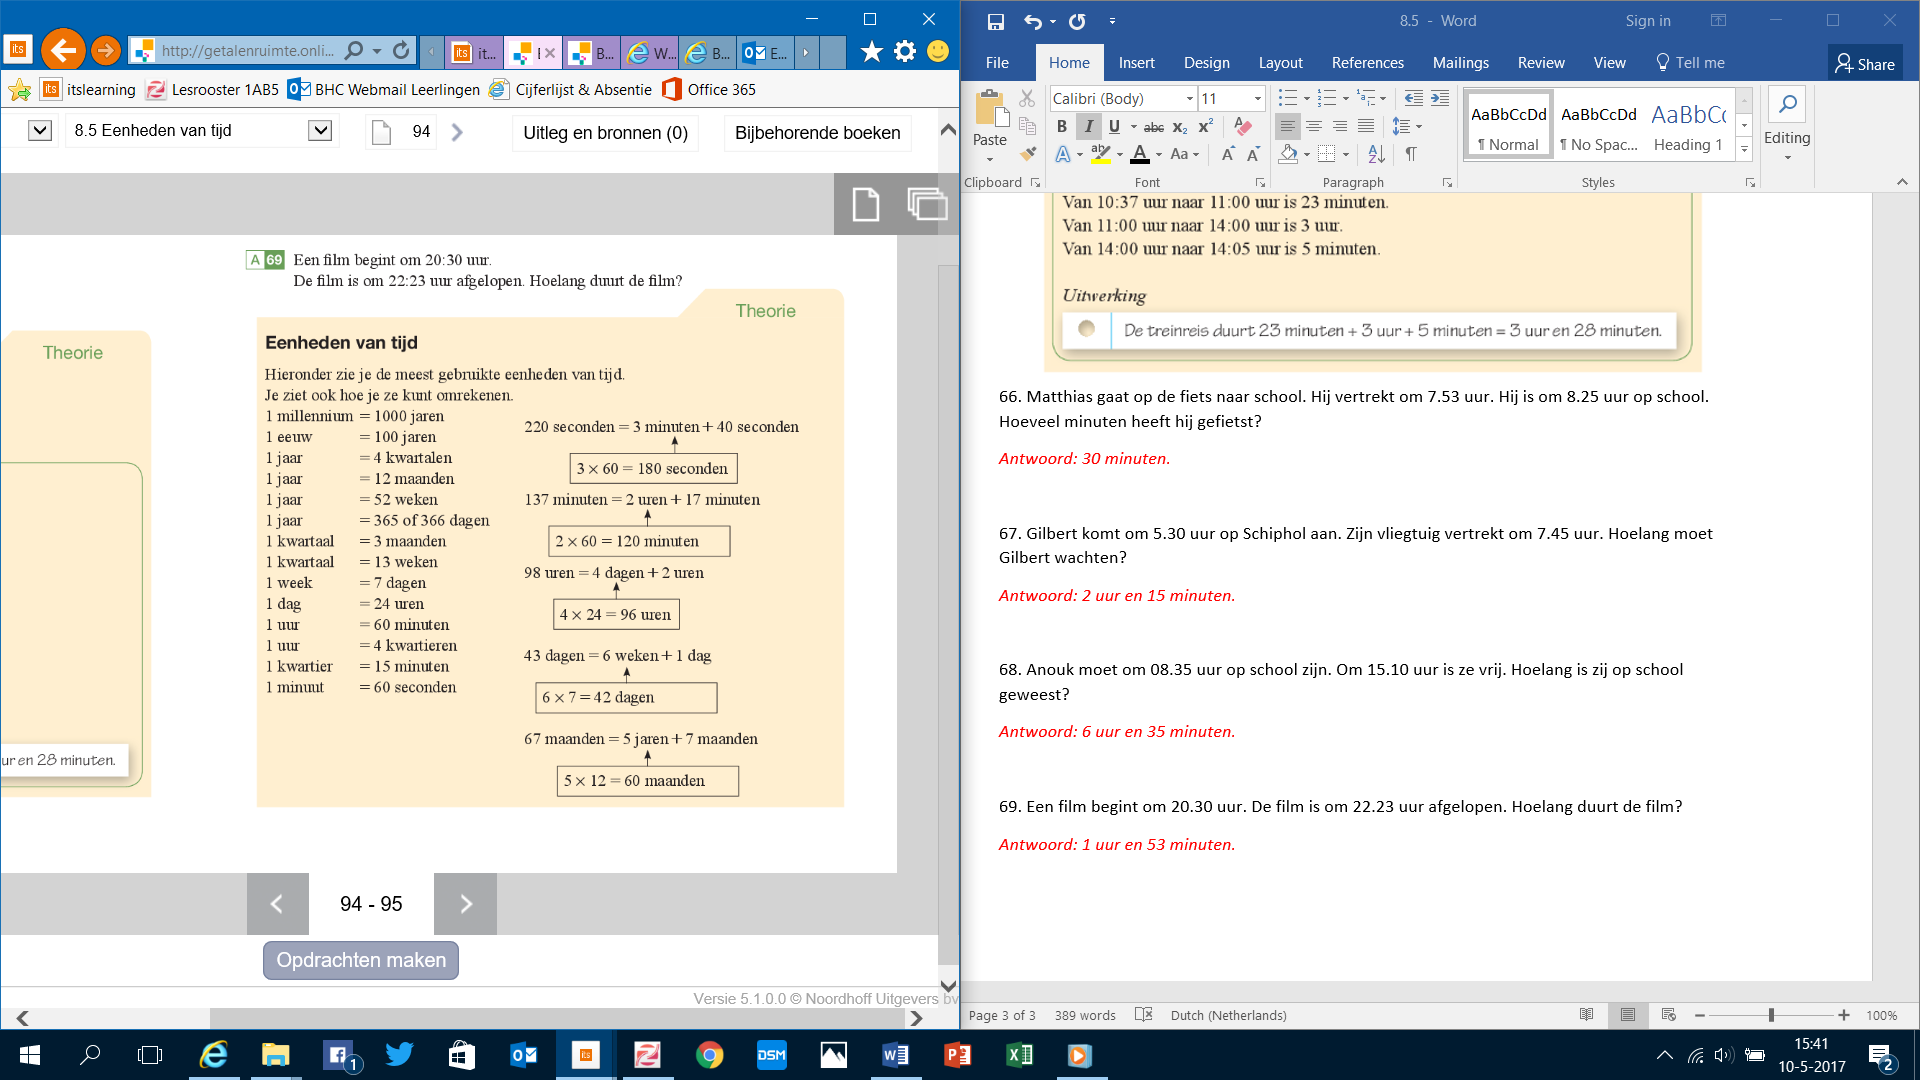 http://getalenruimte.onli...
it...
E
B...
W...
B...
E...
itslearning
Lesrooster 1AB5
BHC Webmail Leerlingen
Cijferlijst & Absentie
Office 365
8.5 Eenheden van tijd
94
Uitleg en bronnen (0)
Bijbehorende boeken
A 69 Een film begint om 20:30 uur.
De film is om 22:23 uur afgelopen. Hoelang duurt de film?
Theorie
Theorie
Eenheden van tijd
Hieronder zie je de meest gebruikte eenheden van tijd.
Je ziet ook hoe je ze kunt omrekenen.
1 millennium = 1000 jaren
1 eeuw = 100 jaren
1 jaar = 4 kwartalen
1 jaar = 12 maanden
1 jaar = 52 weken
1 jaar = 365 of 366 dagen
1 kwartaal = 3 maanden
1 kwartaal = 13 weken
1 week = 7 dagen
1 dag = 24 uren
1 uur = 60 minuten
1 uur = 4 kwartieren
1 kwartier = 15 minuten
1 minuut = 60 seconden
220 seconden = 3 minuten + 40 seconden
3 × 60 = 180 seconden
137 minuten = 2 uren + 17 minuten
2 × 60 = 120 minuten
98 uren = 4 dagen + 2 uren
4 × 24 = 96 uren
43 dagen = 6 weken + 1 dag
6 × 7 = 42 dagen
67 maanden = 5 jaren + 7 maanden
5 × 12 = 60 maanden
ur en 28 minuten.
94 - 95
Opdrachten maken
Versie 5.1.0.0 © Noordhoff Uitgevers bv
8.5 - Word
Sign in
File
Home
Insert
Design
Layout
References
Mailings
Review
View
Tell me
Share
Paste
Calibri (Body)
11
B I U abc x₂ x²
A ab A Aa A A
AaBbCcDd
¶ Normal
AaBbCcDd
¶ No Spac...
AaBbCc
Heading 1
Editing
Clipboard
Font
Paragraph
Styles
Van 10:37 uur naar 11:00 uur is 23 minuten.
Van 11:00 uur naar 14:00 uur is 3 uur.
Van 14:00 uur naar 14:05 uur is 5 minuten.
Uitwerking
De treinreis duurt 23 minuten + 3 uur + 5 minuten = 3 uur en 28 minuten.
66. Matthias gaat op de fiets naar school. Hij vertrekt om 7.53 uur. Hij is om 8.25 uur op school.
Hoeveel minuten heeft hij gefietst?
Antwoord: 30 minuten.
67. Gilbert komt om 5.30 uur op Schiphol aan. Zijn vliegtuig vertrekt om 7.45 uur. Hoelang moet
Gilbert wachten?
Antwoord: 2 uur en 15 minuten.
68. Anouk moet om 08.35 uur op school zijn. Om 15.10 uur is ze vrij. Hoelang is zij op school
geweest?
Antwoord: 6 uur en 35 minuten.
69. Een film begint om 20.30 uur. De film is om 22.23 uur afgelopen. Hoelang duurt de film?
Antwoord: 1 uur en 53 minuten.
Page 3 of 3
389 words
Dutch (Netherlands)
100%
1
its
DSM
15:41
10-5-2017
2